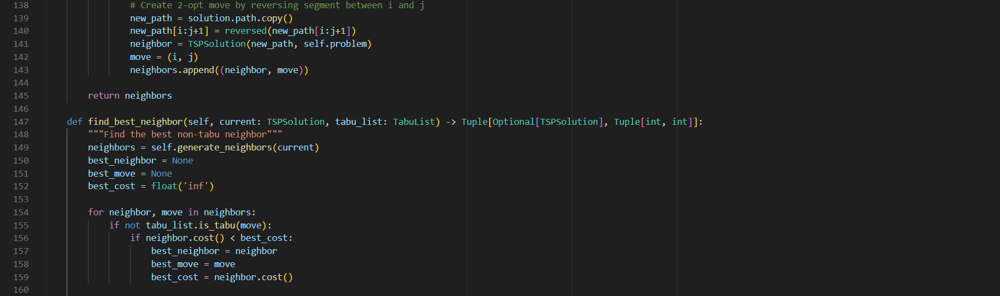 138 # Create 2-opt move by reversing segment between i and j
139 new_path = solution.path.copy()
140 new_path[i:j+1] = reversed(new_path[i:j+1])
141 neighbor = TSPSolution(new_path, self.problem)
142 move = (i, j)
143 neighbors.append((neighbor, move))
144
145 return neighbors
146
147 def find_best_neighbor(self, current: TSPSolution, tabu_list: TabuList) -> Tuple[Optional[TSPSolution], Tuple[int, int]]:
148 """Find the best non-tabu neighbor"""
149 neighbors = self.generate_neighbors(current)
150 best_neighbor = None
151 best_move = None
152 best_cost = float('inf')
153
154 for neighbor, move in neighbors:
155 if not tabu_list.is_tabu(move):
156 if neighbor.cost() < best_cost:
157 best_neighbor = neighbor
158 best_move = move
159 best_cost = neighbor.cost()
160